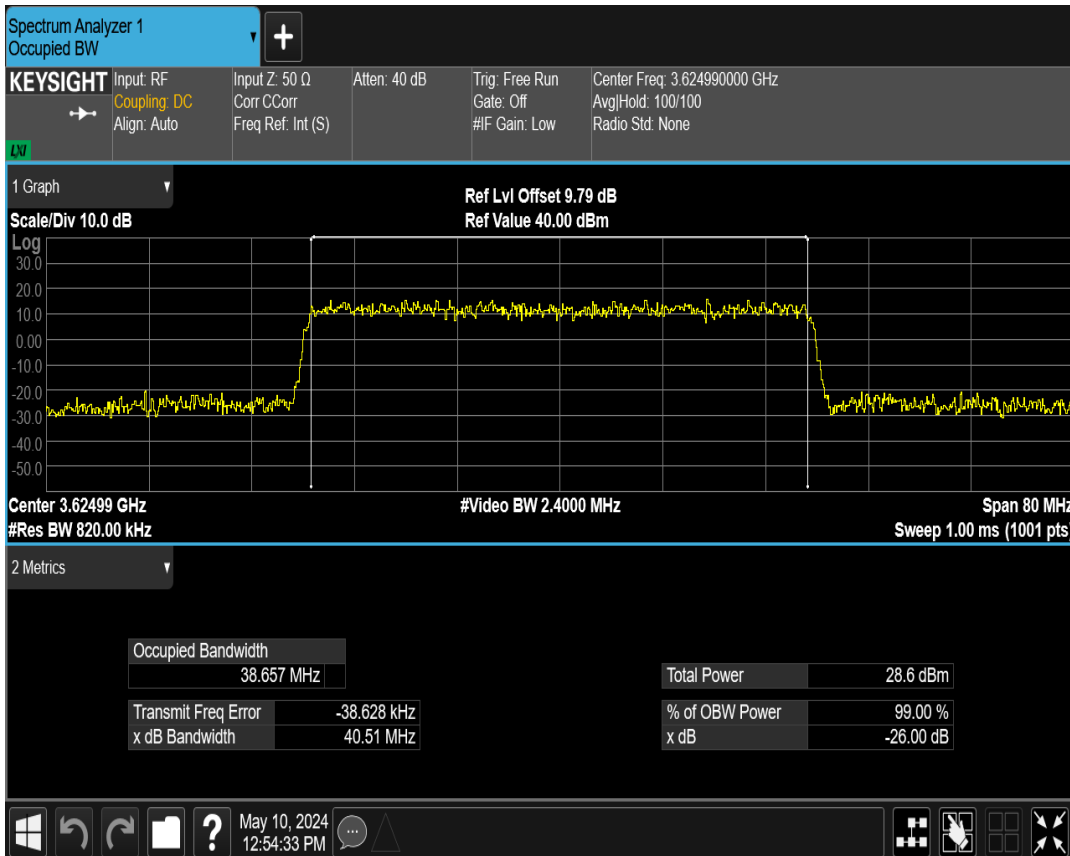 Spectrum Analyzer 1
Occupied BW
+
KEYSIGHT
LXI
Input: RF
Coupling: DC
Align: Auto
Input Z: 50 Ω
Corr CCorr
Freq Ref: Int (S)
Atten: 40 dB
Trig: Free Run
Gate: Off
#IF Gain: Low
Center Freq: 3.624990000 GHz
Avg|Hold: 100/100
Radio Std: None
1 Graph
Scale/Div 10.0 dB
Ref Lvl Offset 9.79 dB
Ref Value 40.00 dBm
Log
30.0
20.0
10.0
0.00
-10.0
-20.0
-30.0
-40.0
-50.0
Center 3.62499 GHz
#Video BW 2.4000 MHz
Span 80 MHz
#Res BW 820.00 kHz
Sweep 1.00 ms (1001 pts)
2 Metrics
Occupied Bandwidth
38.657 MHz
Transmit Freq Error -38.628 kHz
x dB Bandwidth 40.51 MHz
Total Power 28.6 dBm
% of OBW Power 99.00 %
x dB -26.00 dB
?
May 10, 2024
12:54:33 PM